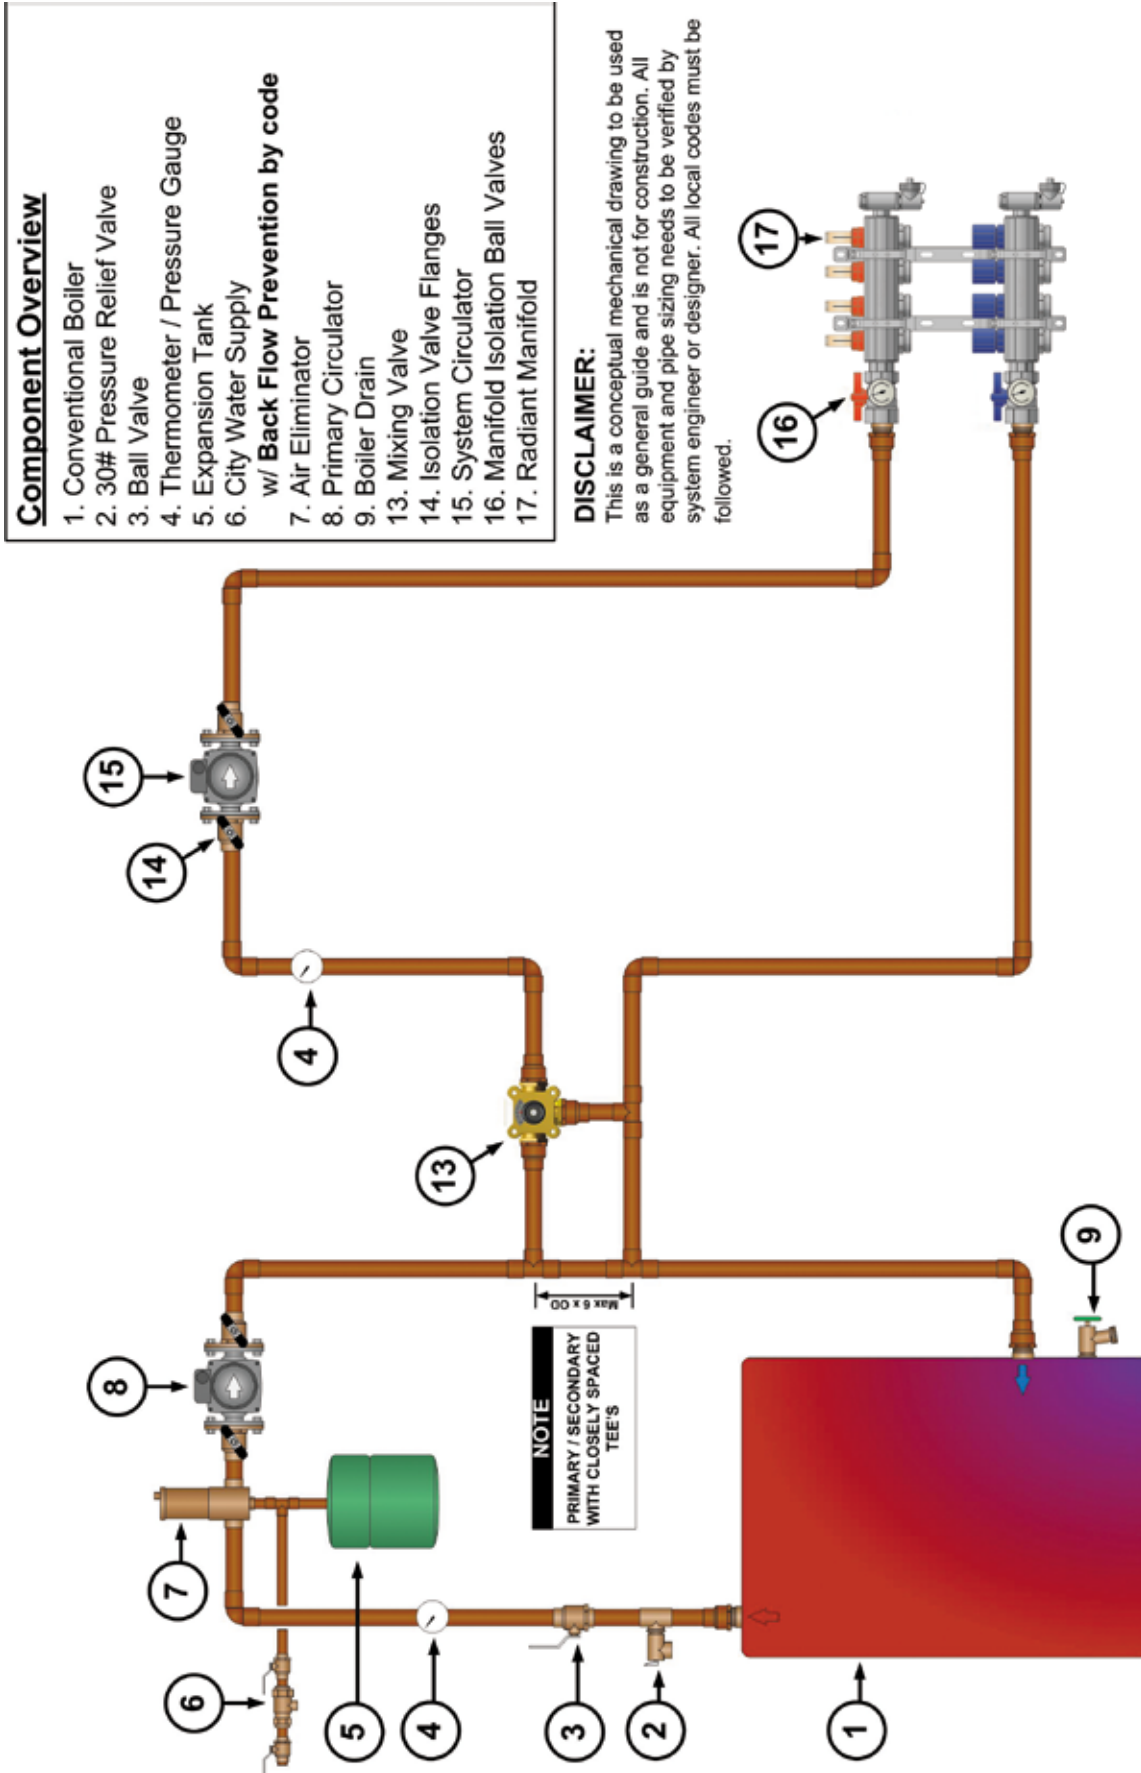 Component Overview
1. Conventional Boiler
2. 30# Pressure Relief Valve
3. Ball Valve
4. Thermometer / Pressure Gauge
5. Expansion Tank
6. City Water Supply
w/ Back Flow Prevention by code
7. Air Eliminator
8. Primary Circulator
9. Boiler Drain
13. Mixing Valve
14. Isolation Valve Flanges
15. System Circulator
16. Manifold Isolation Ball Valves
17. Radiant Manifold
DISCLAIMER:
This is a conceptual mechanical drawing to be used
as a general guide and is not for construction. All
equipment and pipe sizing needs to be verified by
system engineer or designer. All local codes must be
followed.
15
14
4
17
16
13
8
7
6
5
4
3
2
1
9
Max 6 x OD
NOTE
PRIMARY / SECONDARY
WITH CLOSELY SPACED
TEE'S